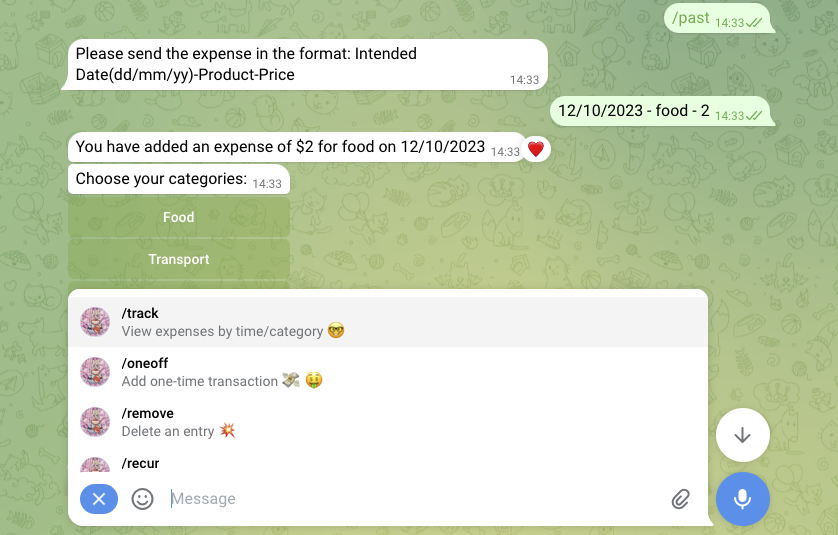 /past 14:33
Please send the expense in the format: Intended
Date(dd/mm/yy)-Product-Price 14:33
12/10/2023 - food - 2 14:33
You have added an expense of $2 for food on 12/10/2023 14:33
Choose your categories: 14:33
Food
Transport
/track
View expenses by time/category 🤓
/oneoff
Add one-time transaction 💸 🤑
/remove
Delete an entry 💥
/recur
Message